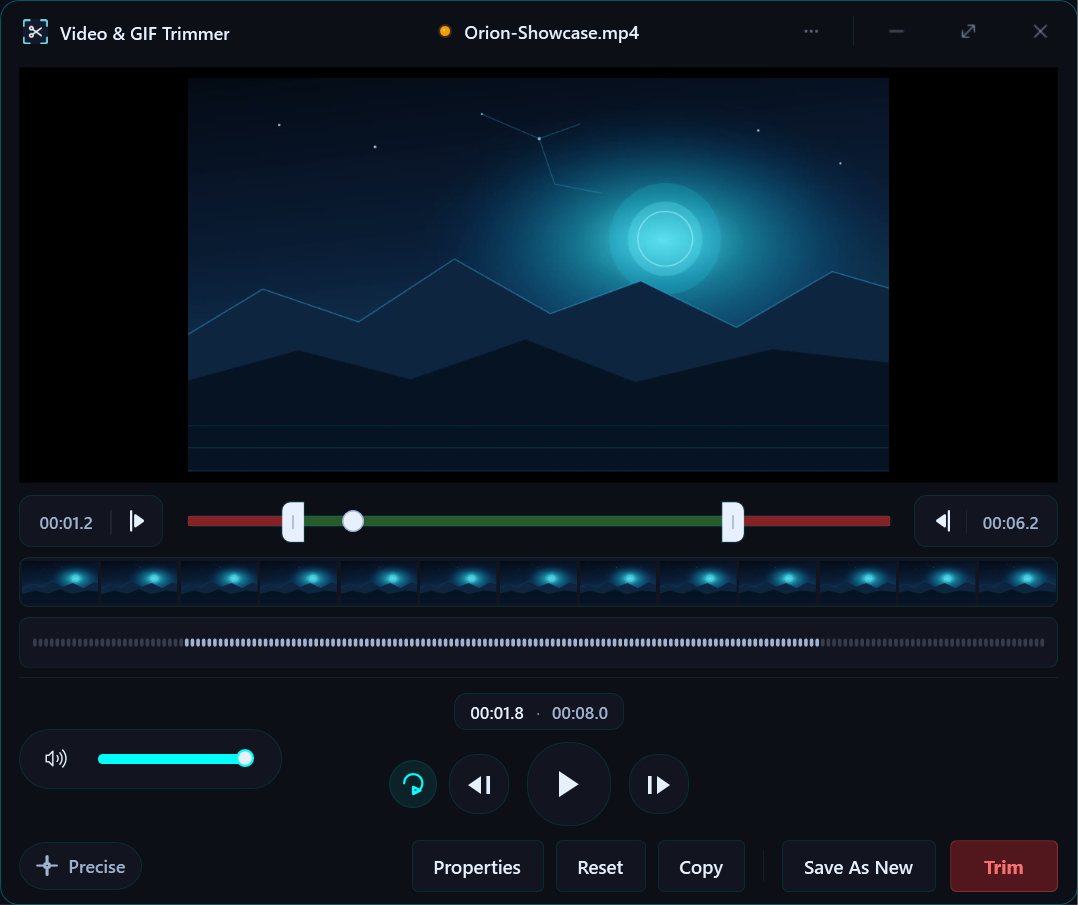 Video & GIF Trimmer
Orion-Showcase.mp4
00:01.2
00:06.2
00:01.8 · 00:08.0
Precise
Properties
Reset
Copy
Save As New
Trim